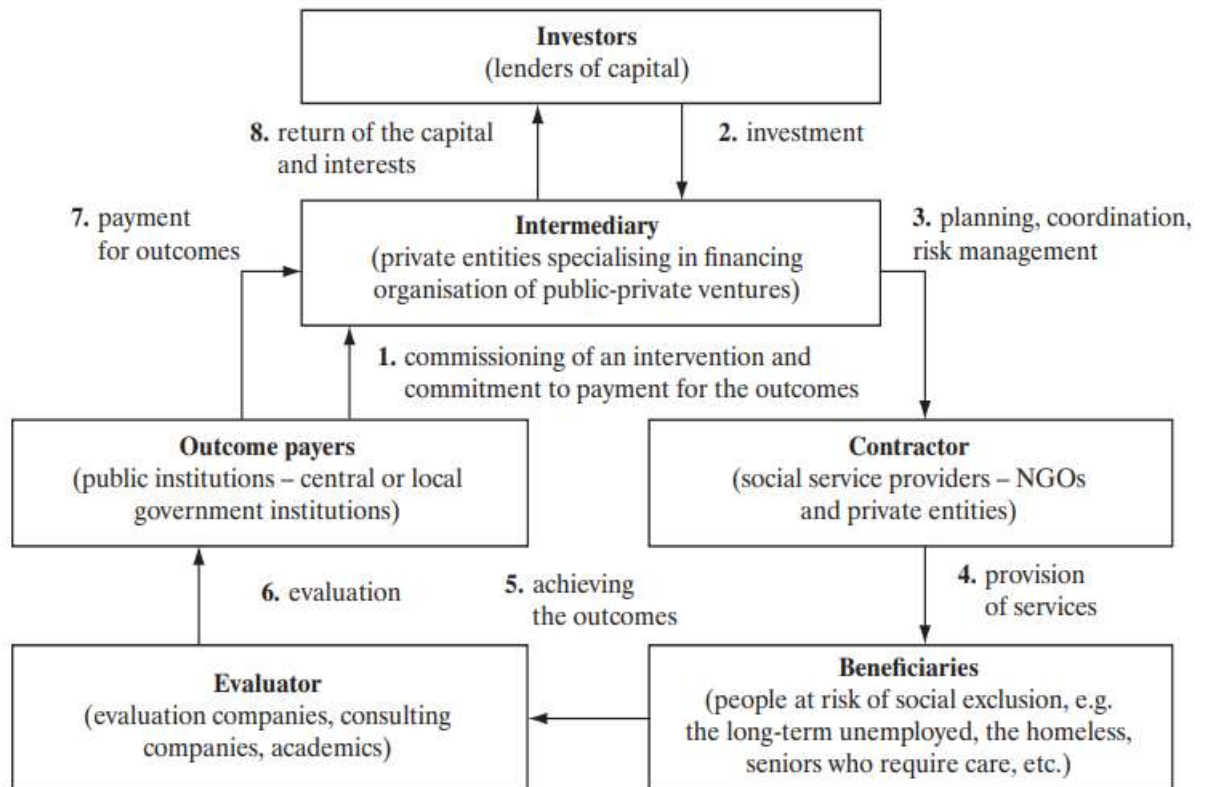 Investors
(lenders of capital)
8. return of the capital
and interests
2. investment
7. payment
for outcomes
Intermediary
(private entities specialising in financing
organisation of public-private ventures)
3. planning, coordination,
risk management
1. commissioning of an intervention and
commitment to payment for the outcomes
Outcome payers
(public institutions – central or local
government institutions)
Contractor
(social service providers – NGOs
and private entities)
6. evaluation
5. achieving
the outcomes
4. provision
of services
Evaluator
(evaluation companies, consulting
companies, academics)
Beneficiaries
(people at risk of social exclusion, e.g.
the long-term unemployed, the homeless,
seniors who require care, etc.)